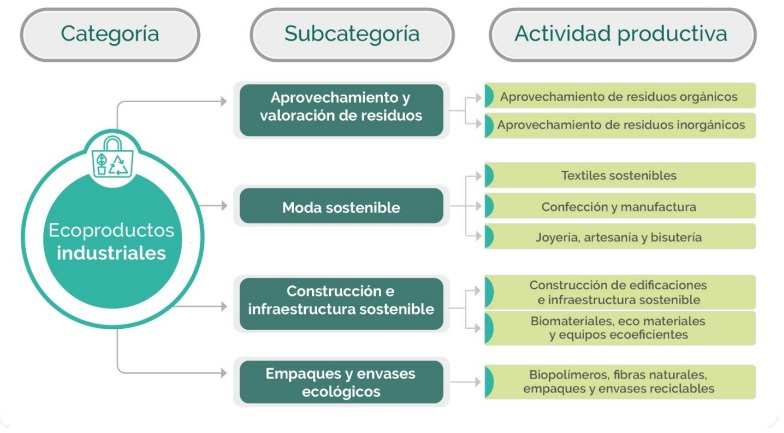 Categoría
Subcategoría
Actividad productiva
Ecoproductos
industriales
Aprovechamiento y
valoración de residuos
Aprovechamiento de residuos orgánicos
Aprovechamiento de residuos inorgánicos
Moda sostenible
Textiles sostenibles
Confección y manufactura
Joyería, artesanía y bisutería
Construcción e
infraestructura sostenible
Construcción de edificaciones
e infraestructura sostenible
Biomateriales, eco materiales
y equipos ecoeficientes
Empaques y envases
ecológicos
Biopolímeros, fibras naturales,
empaques y envases reciclables